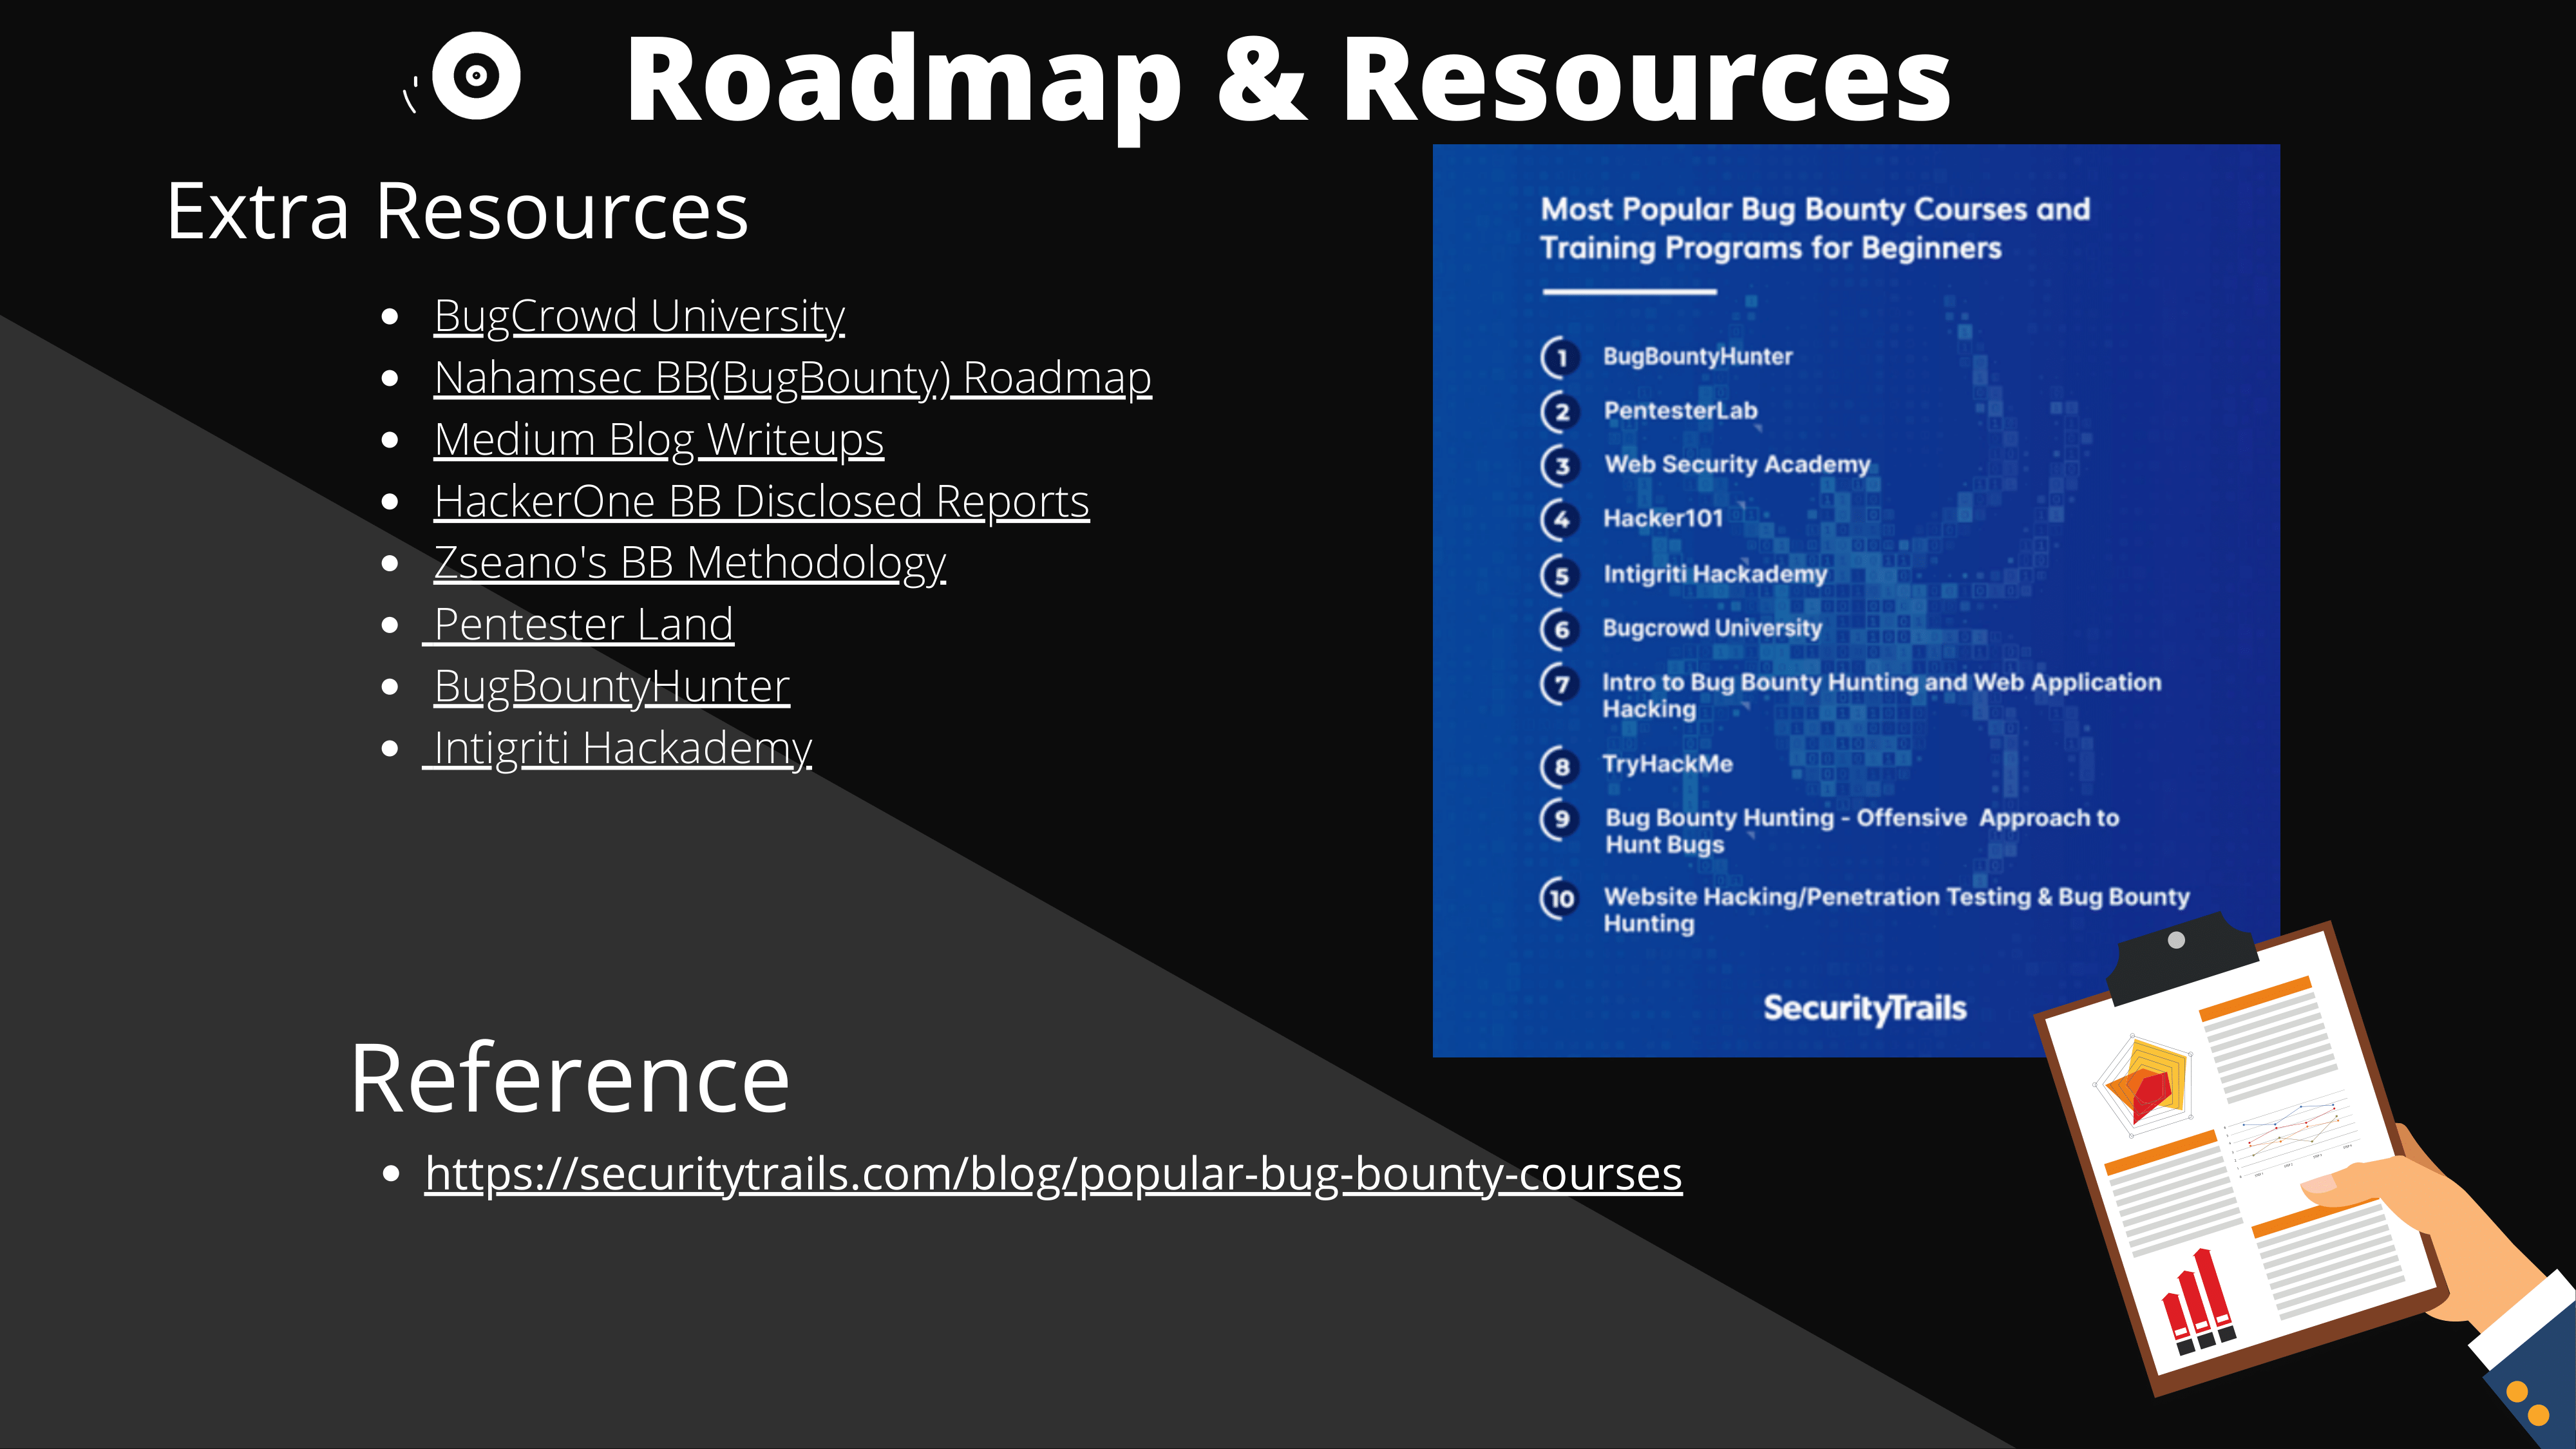 Roadmap & Resources
Extra Resources
BugCrowd University
Nahamsec BB(BugBounty) Roadmap
Medium Blog Writeups
HackerOne BB Disclosed Reports
Zseano's BB Methodology
Pentester Land
BugBountyHunter
Intigriti Hackademy
Most Popular Bug Bounty Courses and
Training Programs for Beginners
1 BugBountyHunter
2 PentesterLab
3 Web Security Academy
4 Hacker101
5 Intigriti Hackademy
6 Bugcrowd University
7 Intro to Bug Bounty Hunting and Web Application
Hacking
8 TryHackMe
9 Bug Bounty Hunting - Offensive Approach to
Hunt Bugs
10 Website Hacking/Penetration Testing & Bug Bounty
Hunting
SecurityTrails
Reference
https://securitytrails.com/blog/popular-bug-bounty-courses